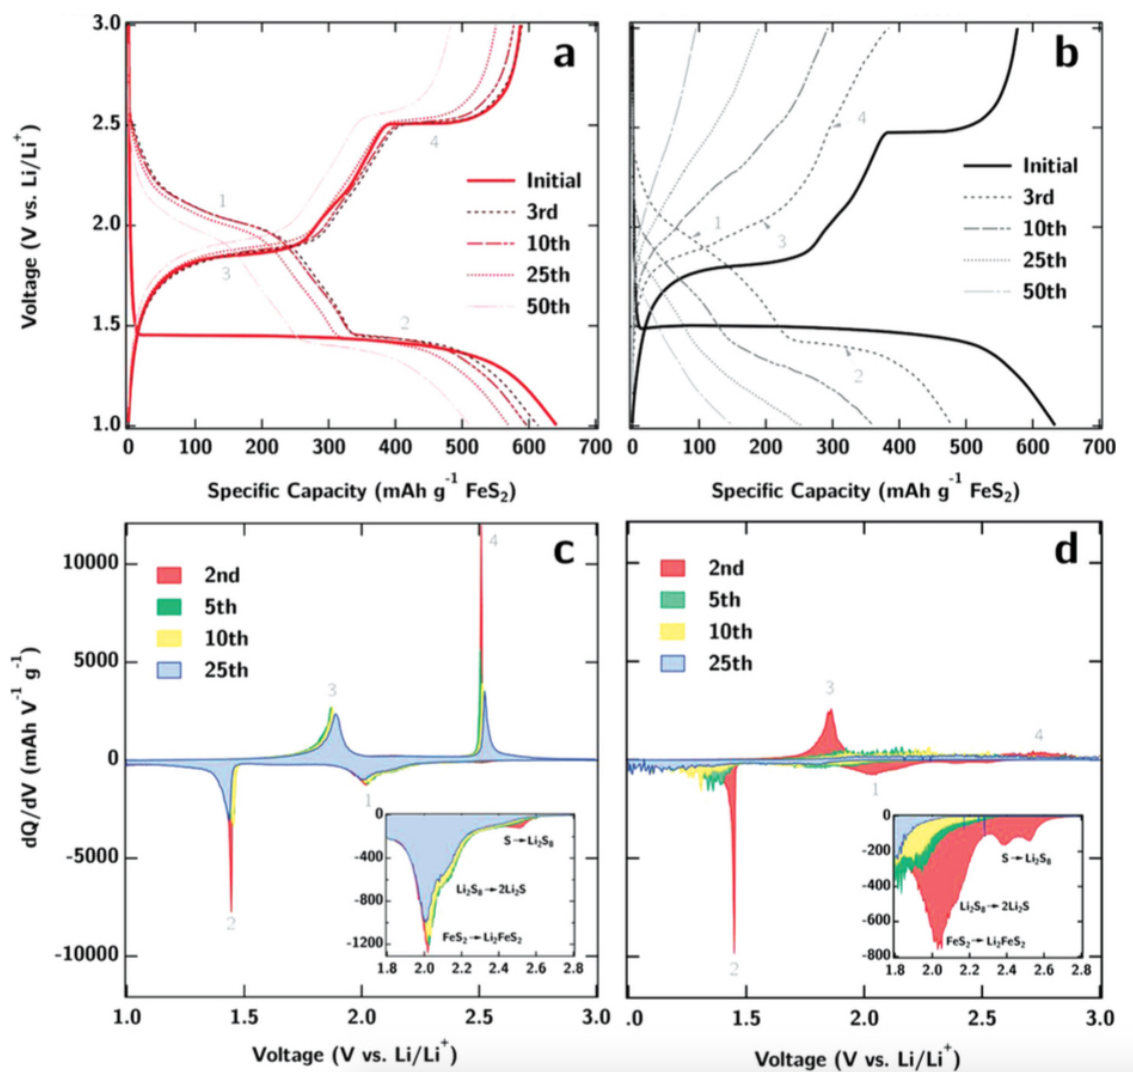 a
3.0
2.5
2.0
1.5
1.0
Voltage (V vs. Li/Li⁺)
1
2
3
4
Initial
3rd
10th
25th
50th
0 100 200 300 400 500 600 700
Specific Capacity (mAh g⁻¹ FeS₂)
b
1
2
3
4
Initial
3rd
10th
25th
50th
0 100 200 300 400 500 600 700
Specific Capacity (mAh g⁻¹ FeS₂)
c
10000
5000
0
-5000
-10000
dQ/dV (mAh V⁻¹ g⁻¹)
2nd
5th
10th
25th
4
3
1
2
0
-400
-800
-1200
S→Li₂S₈
Li₂S₈→2Li₂S
FeS₂→Li₂FeS₂
1.8 2.0 2.2 2.4 2.6 2.8
1.0 1.5 2.0 2.5 3.0
Voltage (V vs. Li/Li⁺)
d
2nd
5th
10th
25th
3
4
1
2
0
-200
-400
-600
-800
S→Li₂S₈
Li₂S₈→2Li₂S
FeS₂→Li₂FeS₂
1.8 2.0 2.2 2.4 2.6 2.8
.0 1.5 2.0 2.5 3.0
Voltage (V vs. Li/Li⁺)